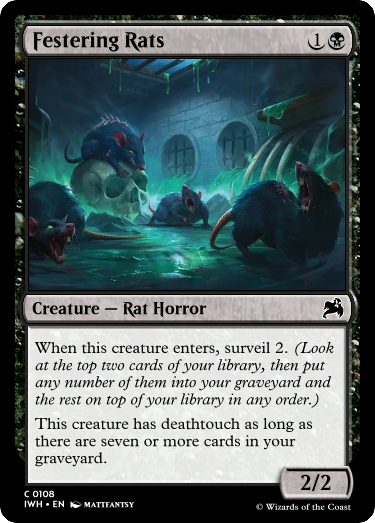 Festering Rats 1
Creature — Rat Horror
When this creature enters, surveil 2. (Look
at the top two cards of your library, then put
any number of them into your graveyard and
the rest on top of your library in any order.)
This creature has deathtouch as long as
there are seven or more cards in your
graveyard.
2/2
C 0108
IWH • EN MATTFANTSY
© Wizards of the Coast